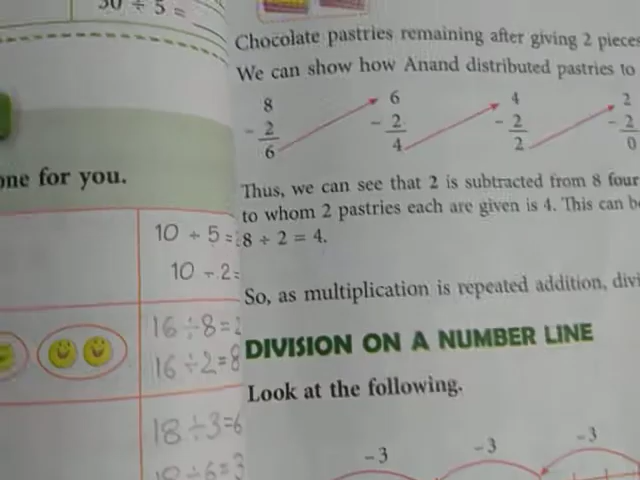 30 ÷ 5 =
one for you.
10 ÷ 5 =
10 ÷ 2 =
16 ÷ 8 = 2
16 ÷ 2 = 8
18 ÷ 3 = 6
18 ÷ 6 = 3
Chocolate pastries remaining after giving 2 pieces
We can show how Anand distributed pastries to
8 6 4 2
- 2 - 2 - 2 - 2
6 4 2 0
Thus, we can see that 2 is subtracted from 8 four
to whom 2 pastries each are given is 4. This can
8 ÷ 2 = 4.
So, as multiplication is repeated addition,
DIVISION ON A NUMBER LINE
Look at the following.
-3 -3 -3